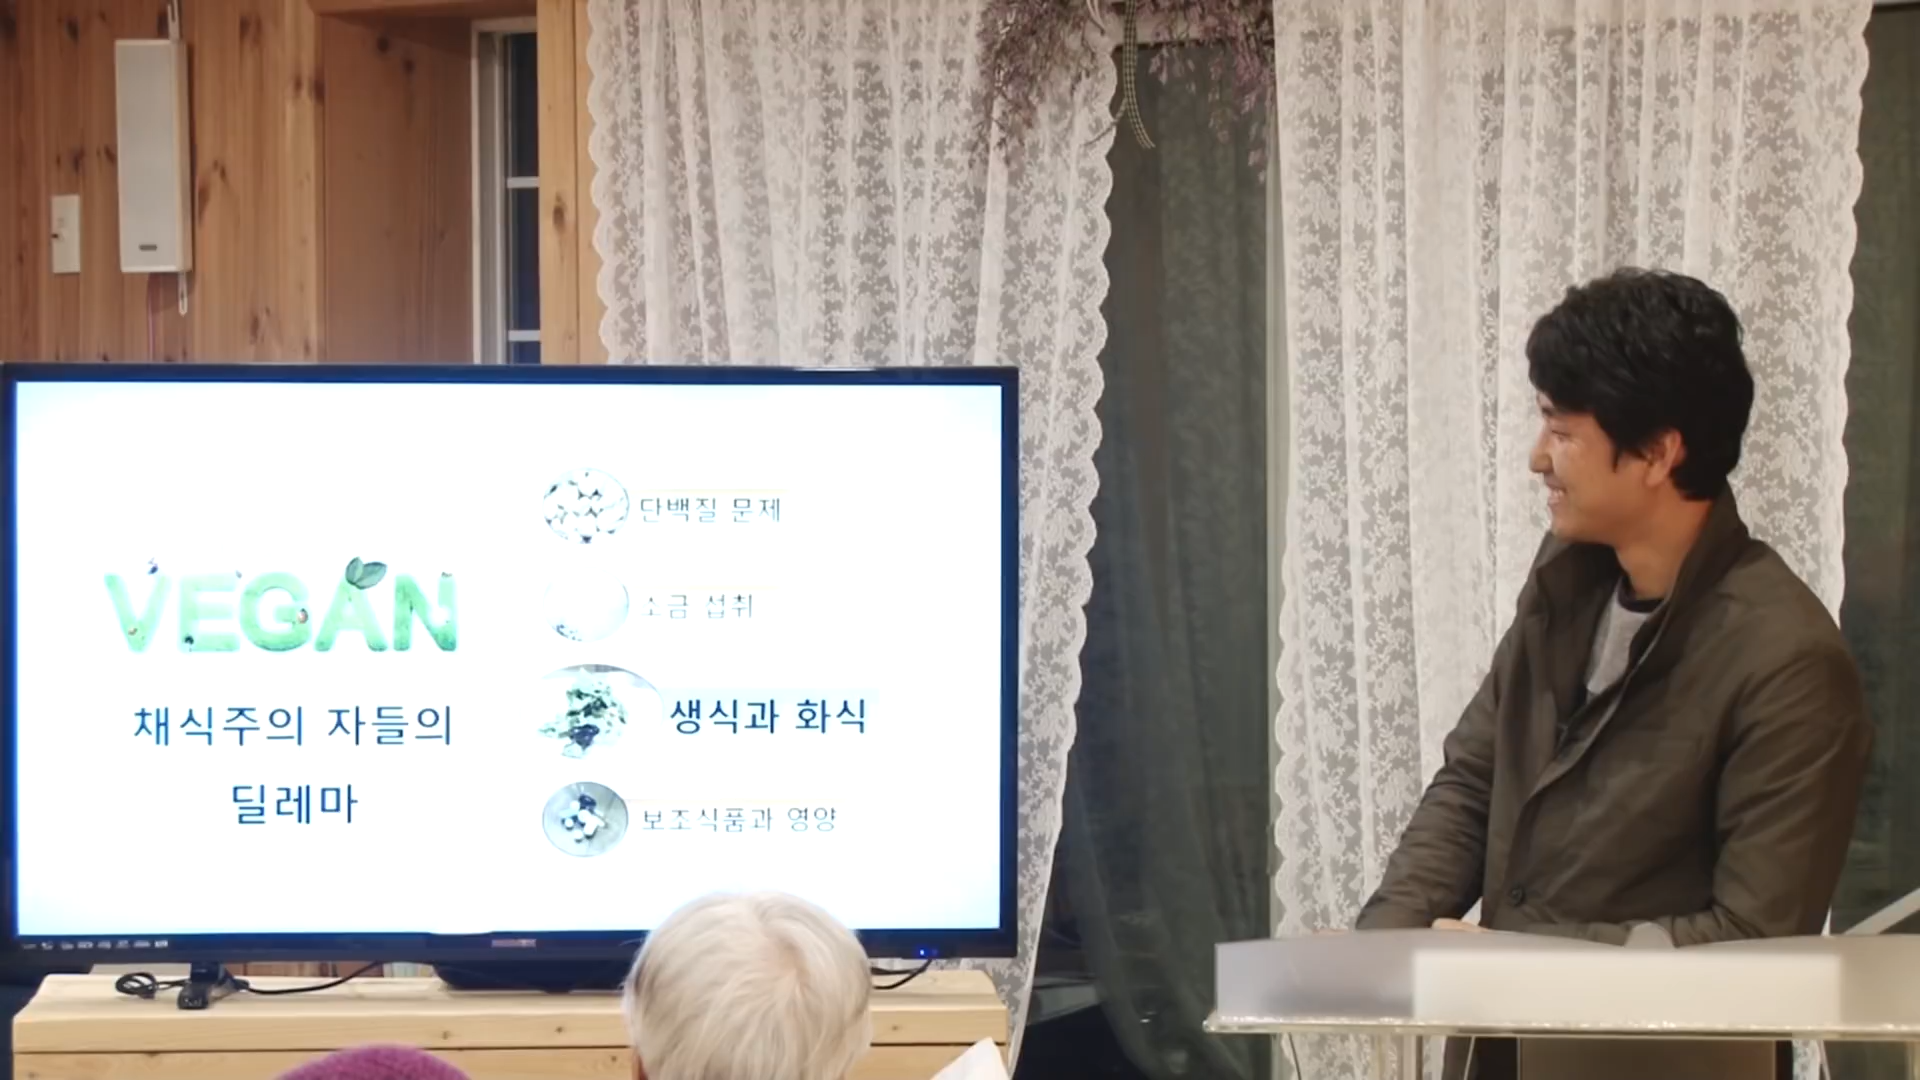 VEGAN
채식주의 자들의
딜레마
단백질 문제
소금 섭취
생식과 화식
보조식품과 영양